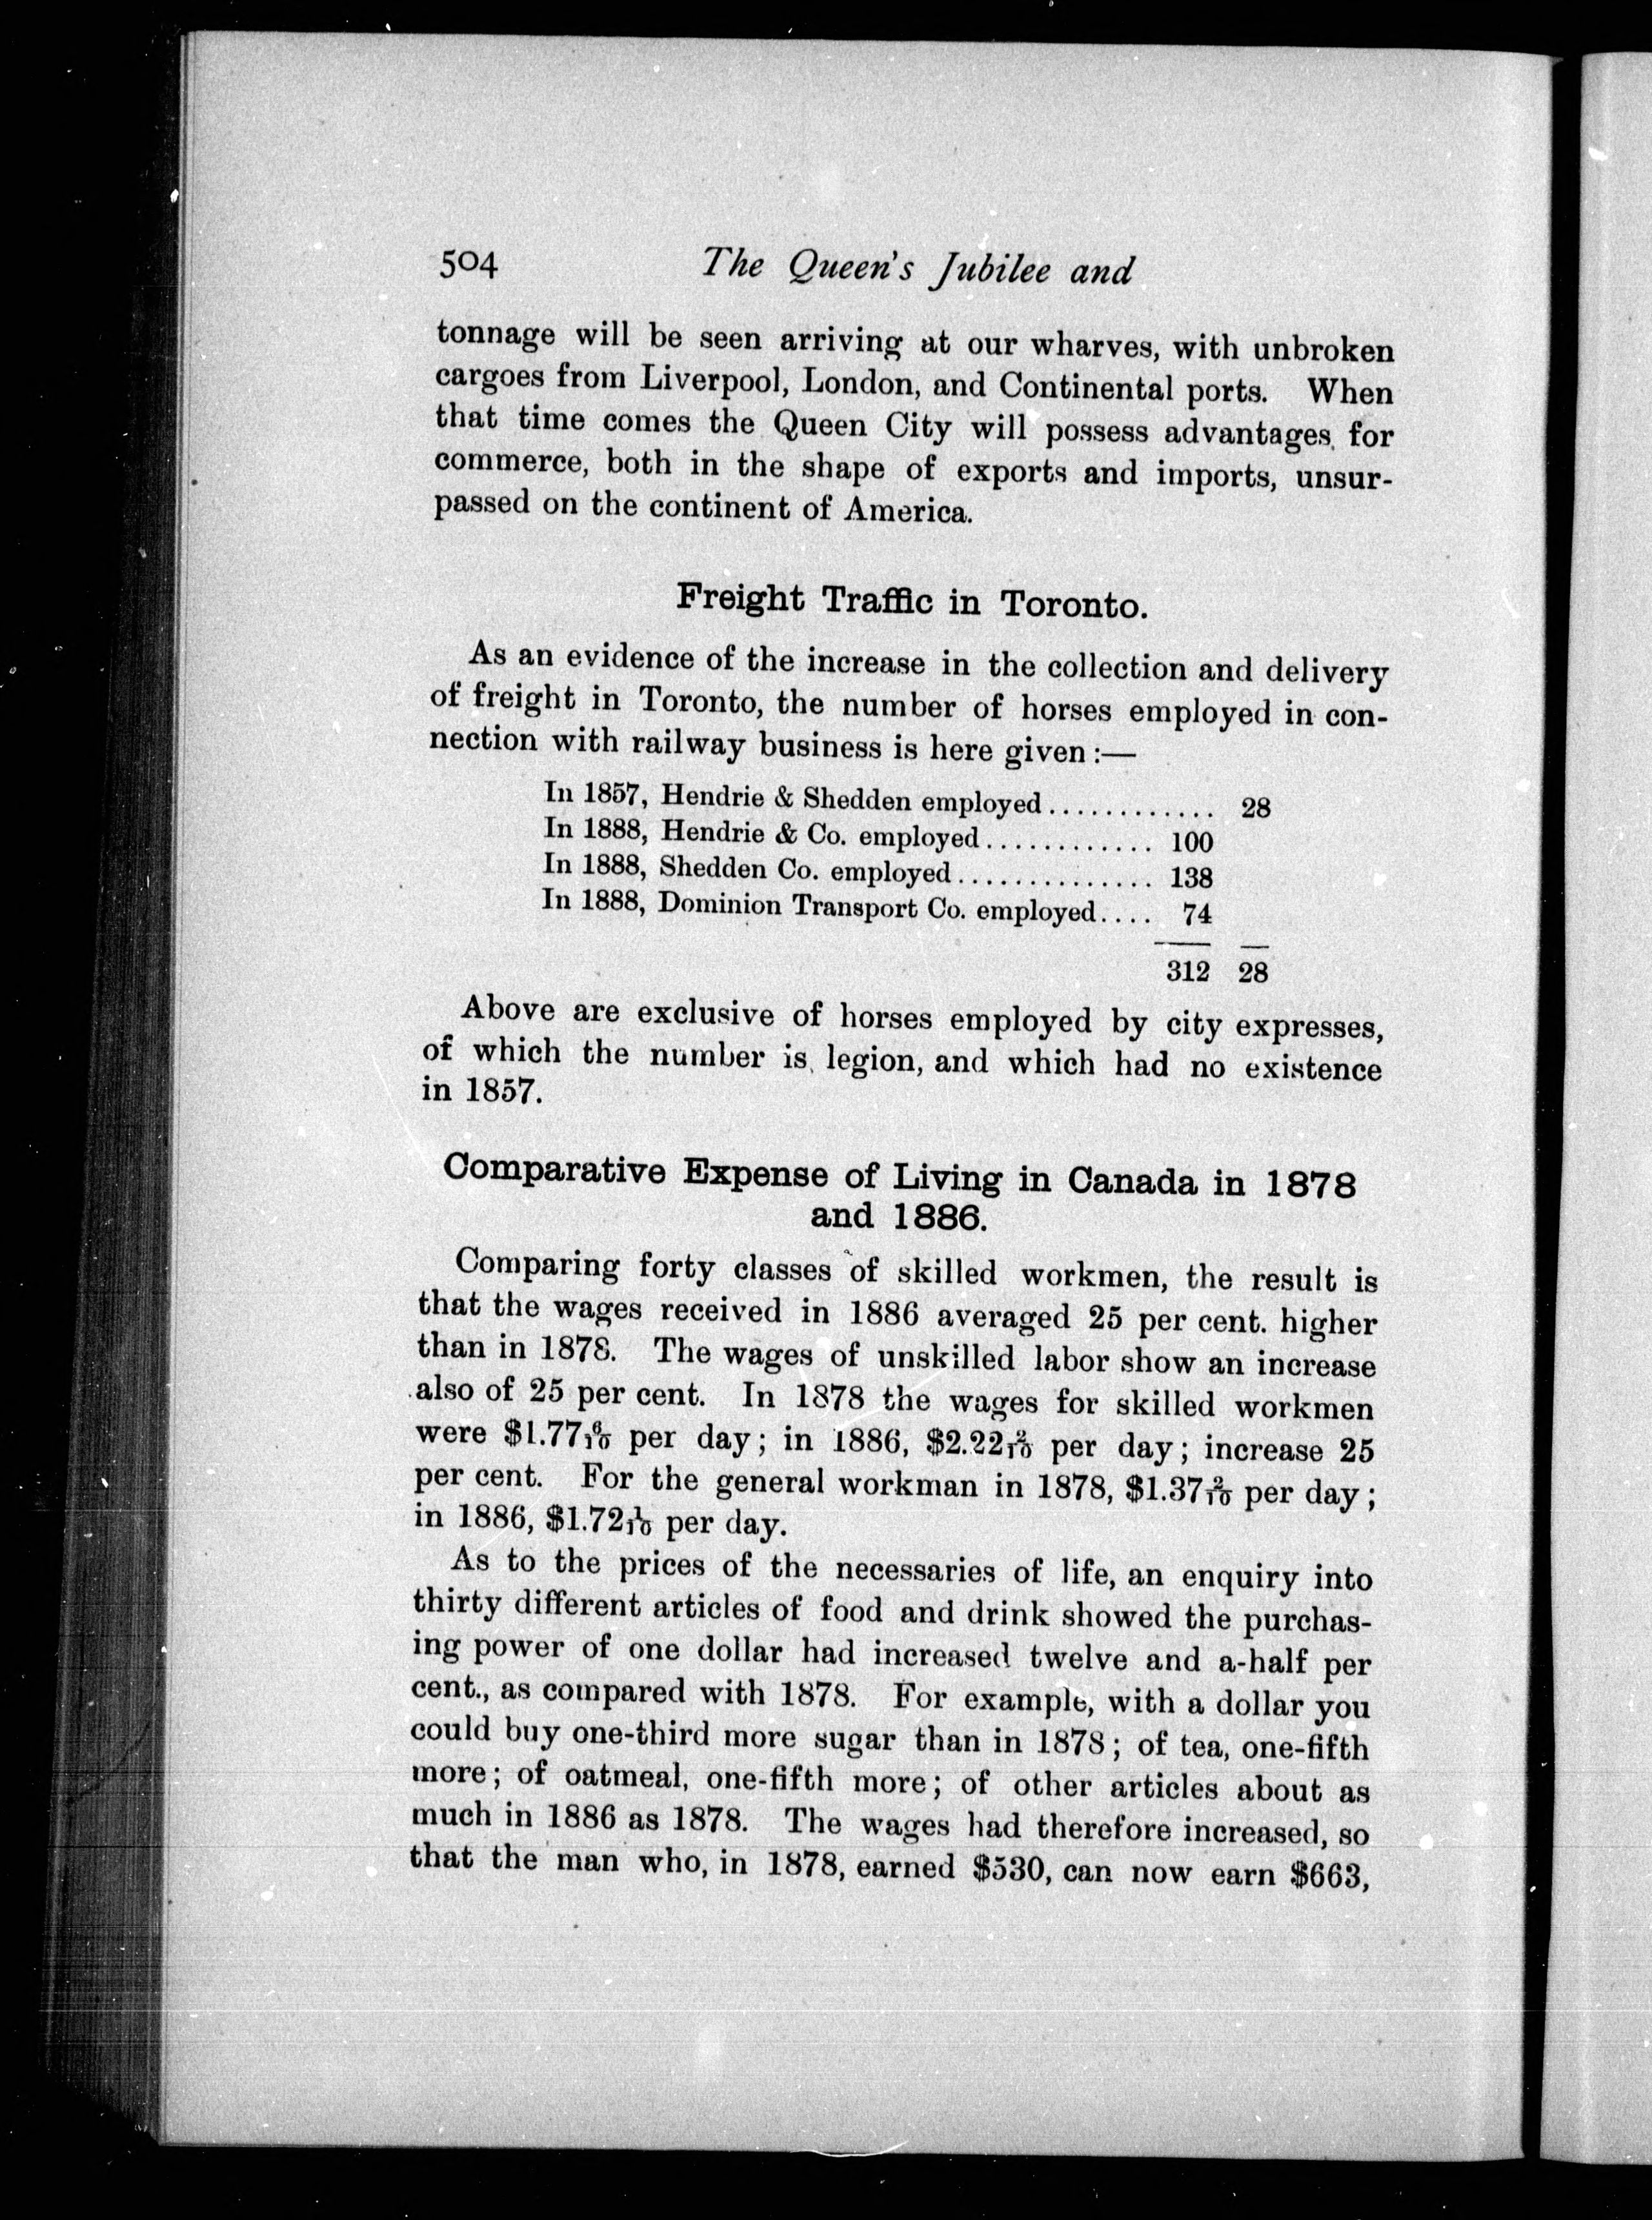 504 The Queen's Jubilee and
tonnage will be seen arriving at our wharves, with unbroken
cargoes from Liverpool, London, and Continental ports. When
that time comes the Queen City will possess advantages for
commerce, both in the shape of exports and imports, unsur-
passed on the continent of America.
Freight Traffic in Toronto.
As an evidence of the increase in the collection and delivery
of freight in Toronto, the number of horses employed in con-
nection with railway business is here given :—
In 1857, Hendrie & Shedden employed............. 28
In 1888, Hendrie & Co. employed............ 100
In 1888, Shedden Co. employed.............. 138
In 1888, Dominion Transport Co. employed.... 74
312 28
Above are exclusive of horses employed by city expresses,
of which the number is legion, and which had no existence
in 1857.
Comparative Expense of Living in Canada in 1878
and 1886.
Comparing forty classes of skilled workmen, the result is
that the wages received in 1886 averaged 25 per cent. higher
than in 1878. The wages of unskilled labor show an increase
also of 25 per cent. In 1878 the wages for skilled workmen
were $1.77 6/10 per day; in 1886, $2.22 2/10 per day; increase 25
per cent. For the general workman in 1878, $1.37 2/10 per day;
in 1886, $1.72 1/10 per day.
As to the prices of the necessaries of life, an enquiry into
thirty different articles of food and drink showed the purchas-
ing power of one dollar had increased twelve and a-half per
cent., as compared with 1878. For example, with a dollar you
could buy one-third more sugar than in 1878; of tea, one-fifth
more; of oatmeal, one-fifth more; of other articles about as
much in 1886 as 1878. The wages had therefore increased, so
that the man who, in 1878, earned $530, can now earn $663,